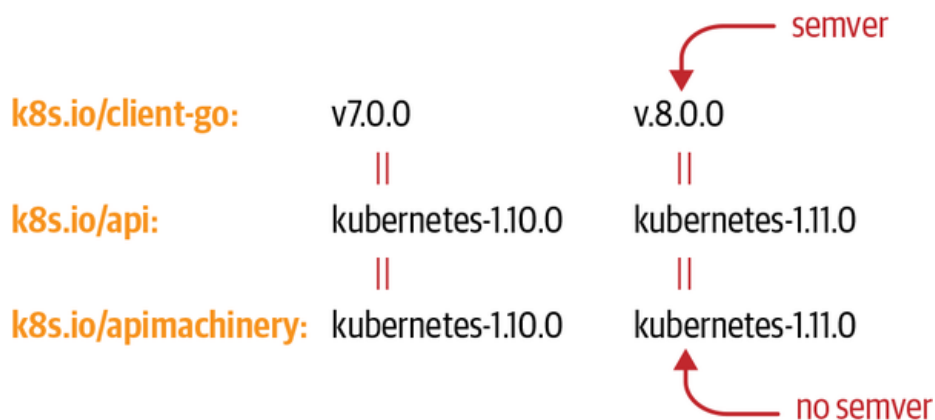 semver
k8s.io/client-go: v7.0.0 v.8.0.0
|| ||
k8s.io/api: kubernetes-1.10.0 kubernetes-1.11.0
|| ||
k8s.io/apimachinery: kubernetes-1.10.0 kubernetes-1.11.0
no semver